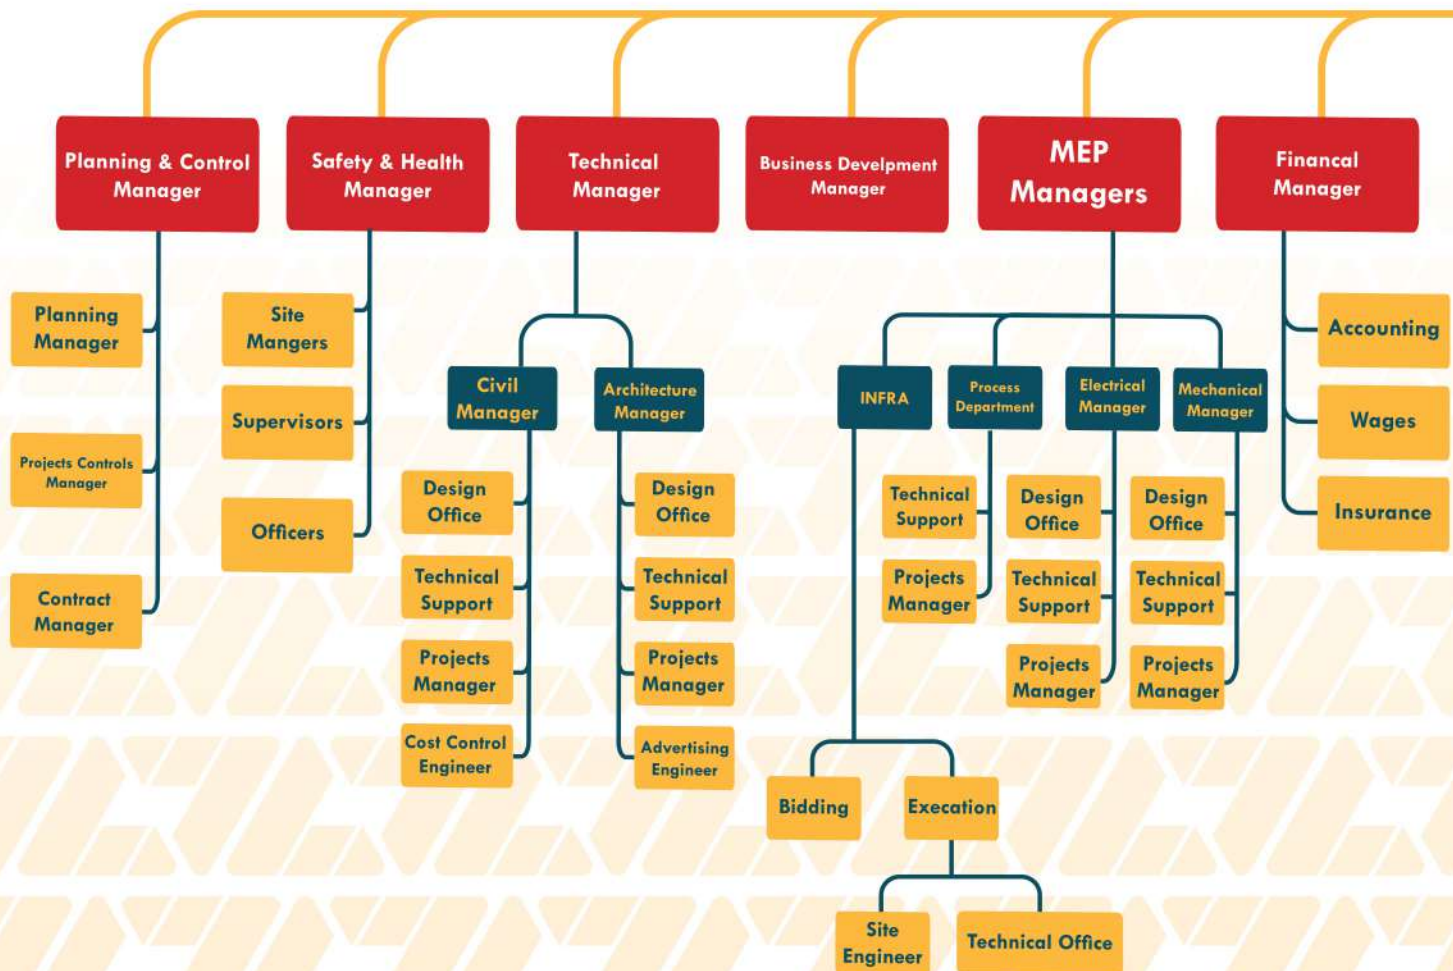 Planning & Control
Manager
Safety & Health
Manager
Technical
Manager
Business Develpment
Manager
MEP
Managers
Financal
Manager
Planning
Manager
Projects Controls
Manager
Contract
Manager
Site
Mangers
Supervisors
Officers
Civil
Manager
Architecture
Manager
Design
Office
Technical
Support
Projects
Manager
Cost Control
Engineer
Design
Office
Technical
Support
Projects
Manager
Advertising
Engineer
INFRA
Process
Department
Electrical
Manager
Mechanical
Manager
Technical
Support
Projects
Manager
Design
Office
Technical
Support
Projects
Manager
Design
Office
Technical
Support
Projects
Manager
Bidding
Execation
Site
Engineer
Technical Office
Accounting
Wages
Insurance